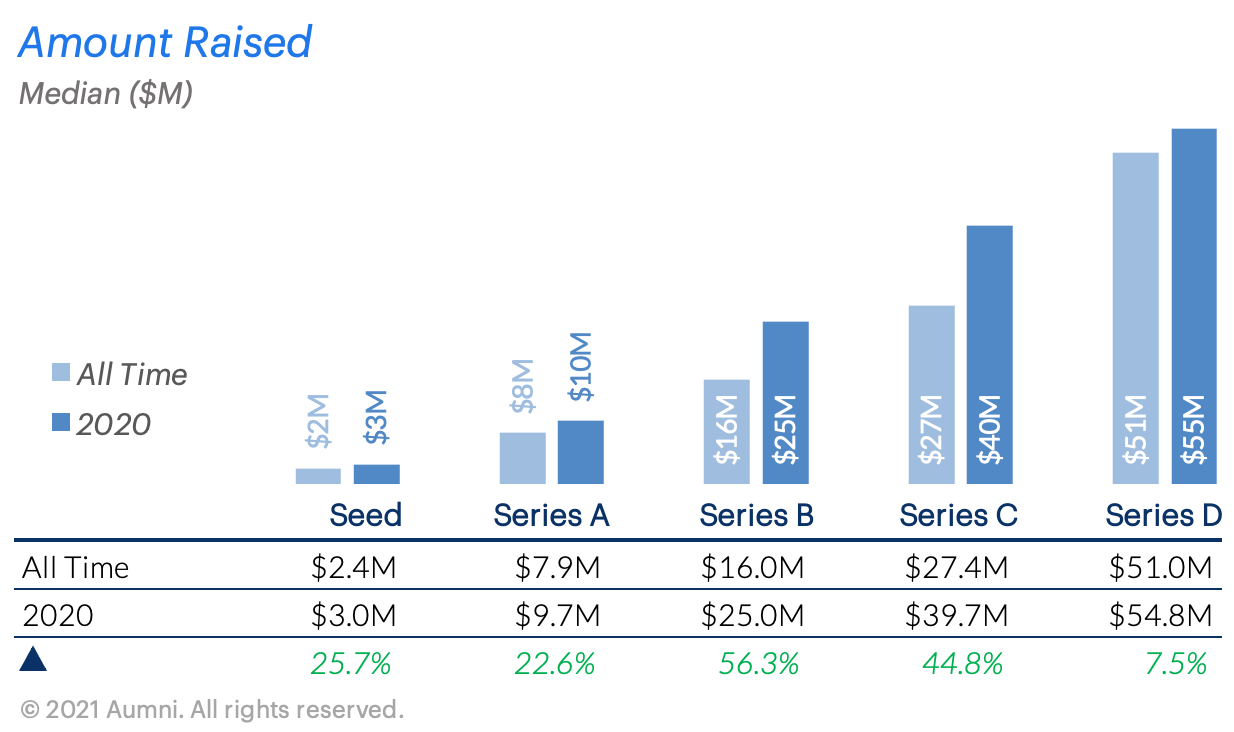 Amount Raised
Median ($M)
All Time
2020
$2M $3M $8M $10M $16M $25M $27M $40M $51M $55M
Seed Series A Series B Series C Series D
All Time $2.4M $7.9M $16.0M $27.4M $51.0M
2020 $3.0M $9.7M $25.0M $39.7M $54.8M
▲ 25.7% 22.6% 56.3% 44.8% 7.5%
© 2021 Aumni. All rights reserved.